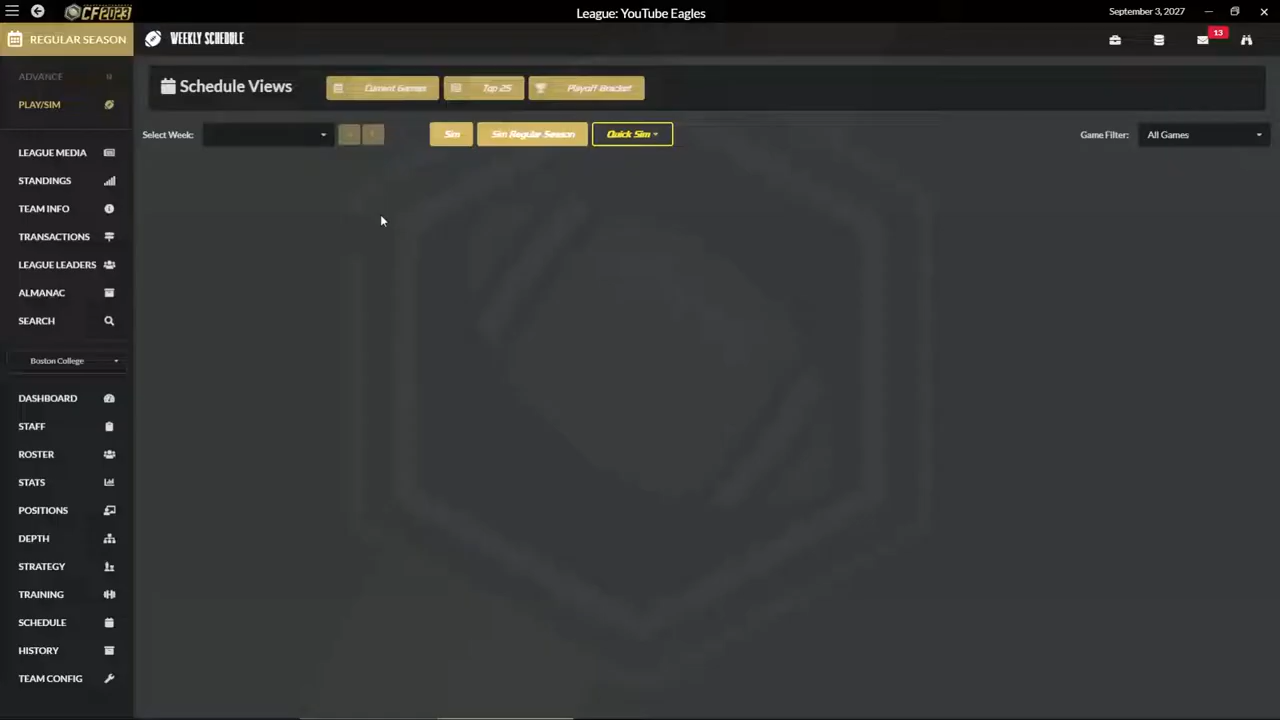 CF2023
League: YouTube Eagles
September 3, 2027
REGULAR SEASON
WEEKLY SCHEDULE
13
ADVANCE
Schedule Views
Current Games
Top 25
Playoff Bracket
PLAY/SIM
Select Week:
Sim
Sim Regular Season
Quick Sim
Game Filter:
All Games
LEAGUE MEDIA
STANDINGS
TEAM INFO
TRANSACTIONS
LEAGUE LEADERS
ALMANAC
SEARCH
Boston College
DASHBOARD
STAFF
ROSTER
STATS
POSITIONS
DEPTH
STRATEGY
TRAINING
SCHEDULE
HISTORY
TEAM CONFIG